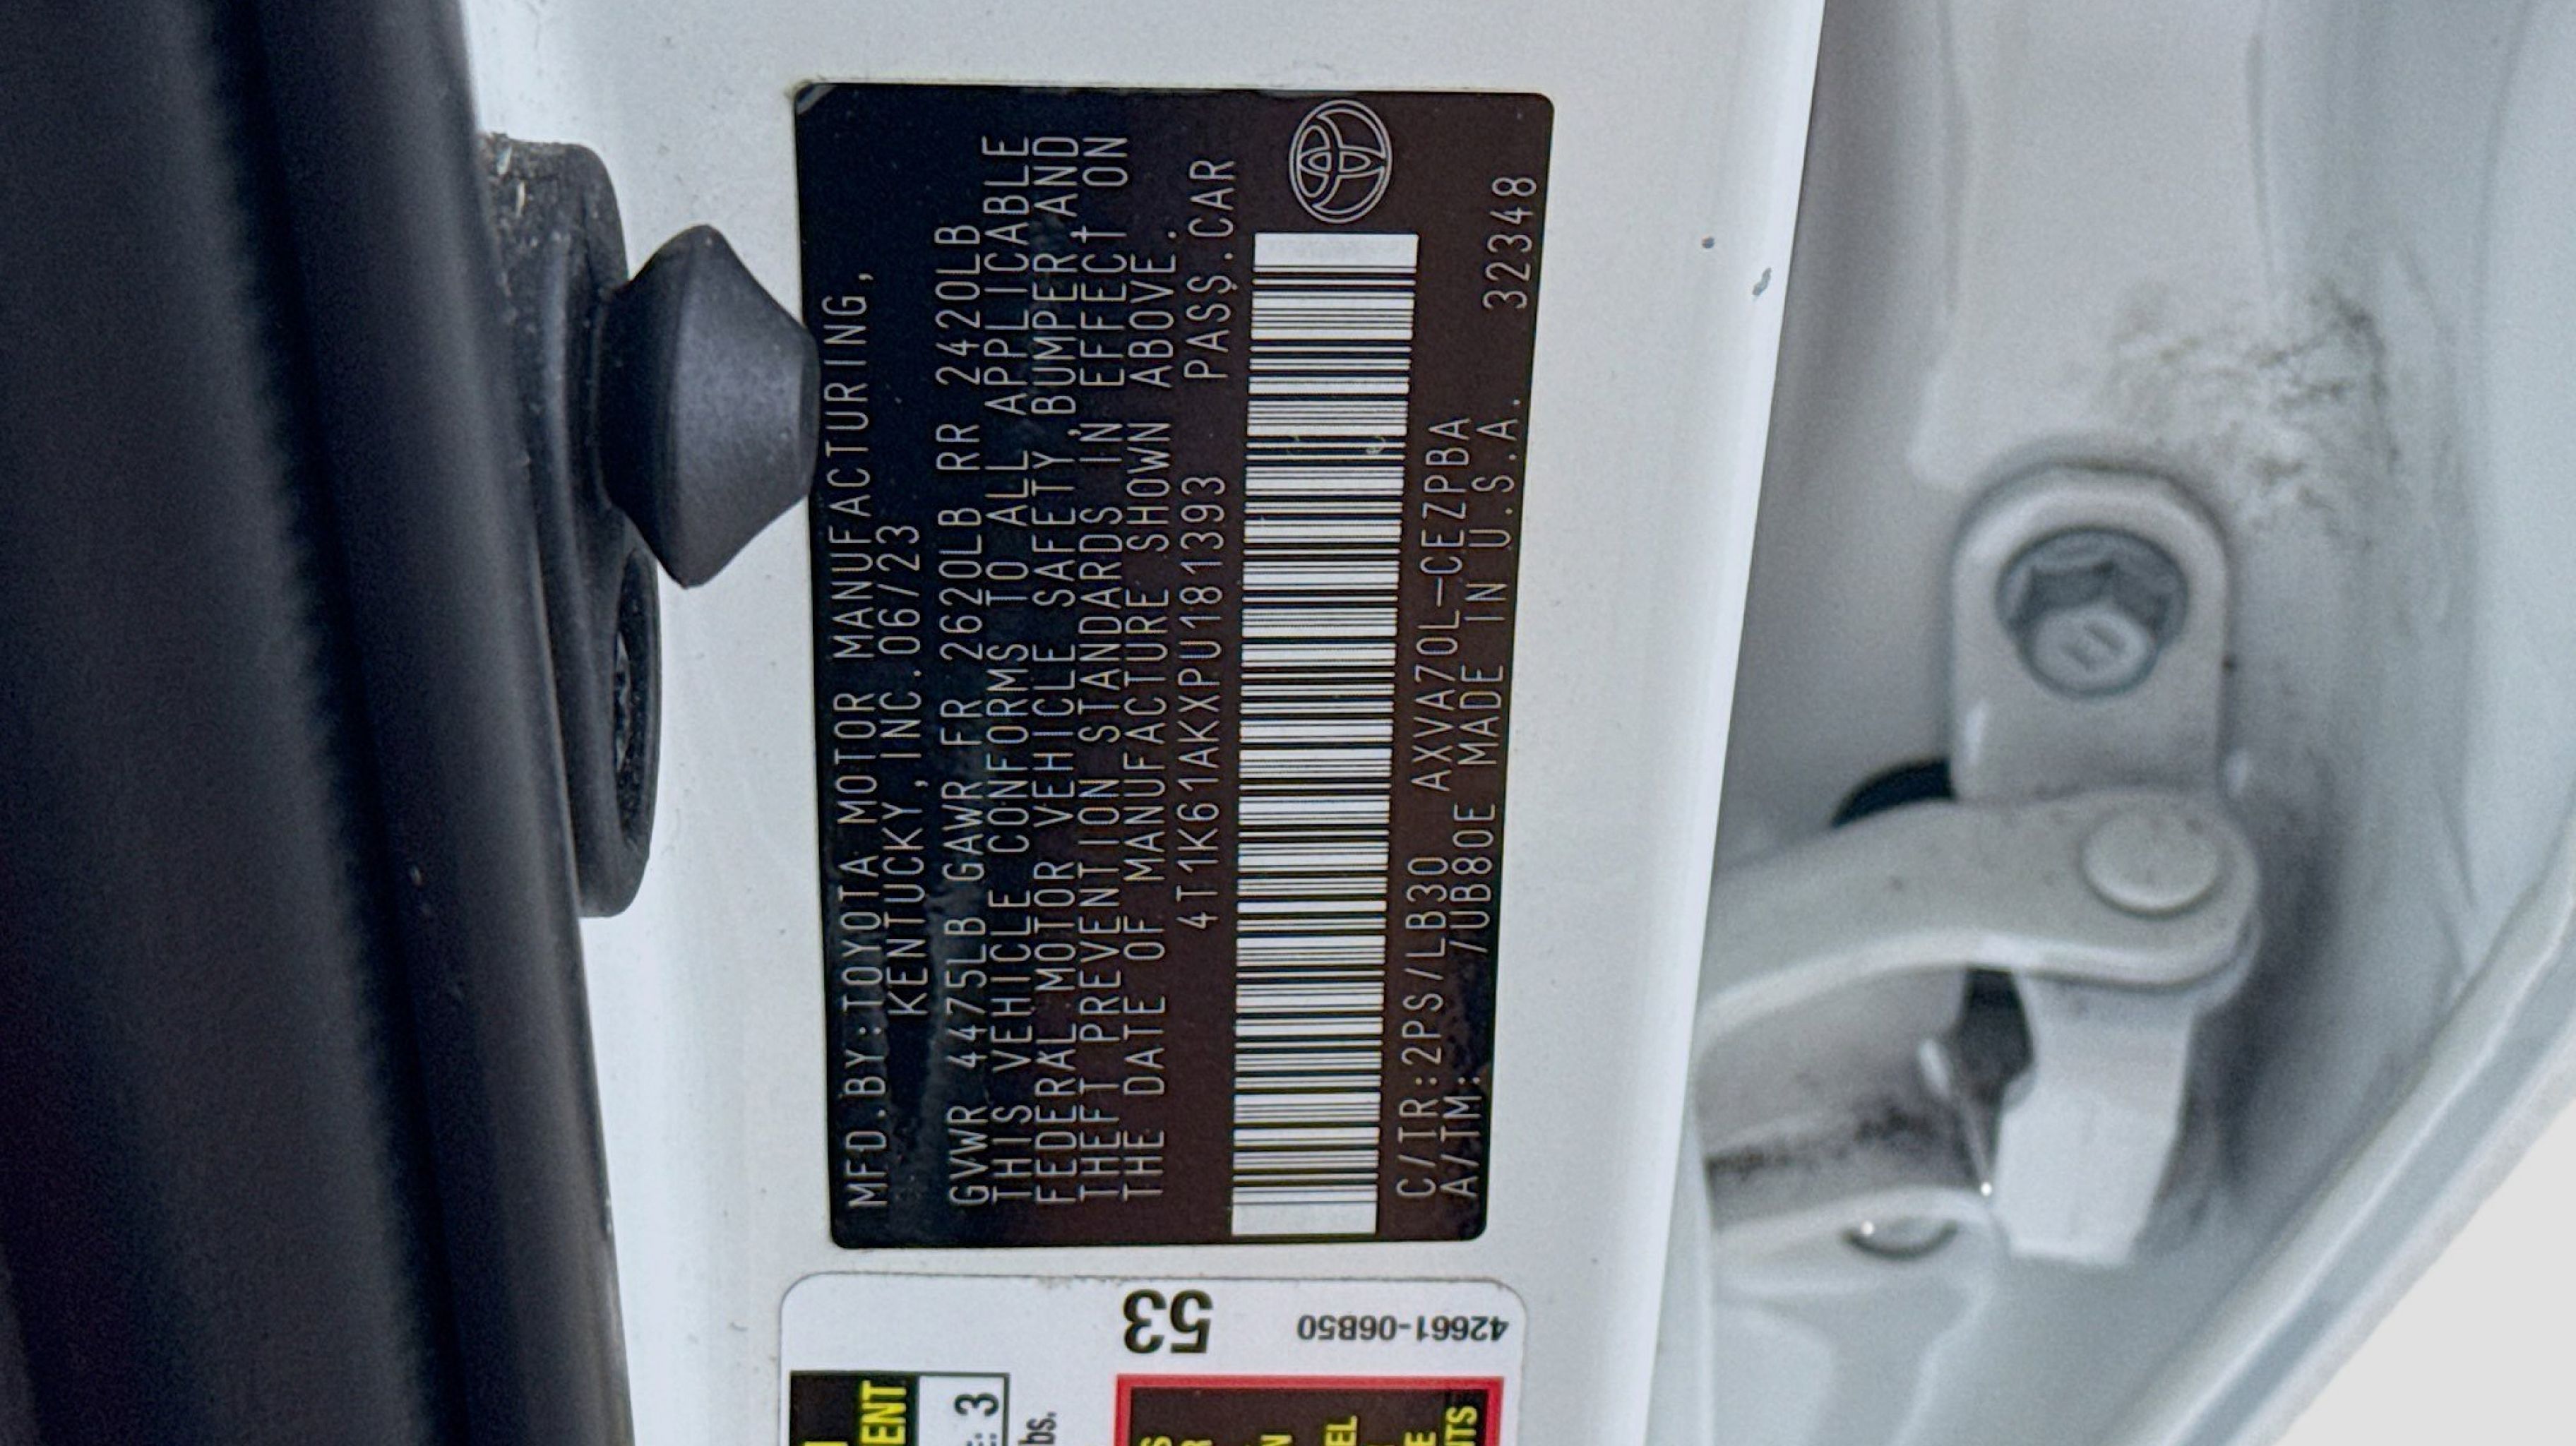 MFD.BY:TOYOTA MOTOR MANUFACTURING,
KENTUCKY, INC. 06/23
GVWR 4475LB GAWR FR 2620LB RR 2420LB
THIS VEHICLE CONFORMS TO ALL APPLICABLE
FEDERAL MOTOR VEHICLE SAFETY, BUMPER AND
THEFT PREVENTION STANDARDS IN EFFECT ON
THE DATE OF MANUFACTURE SHOWN ABOVE.
4T1K61AKXPU181393 PASS.CAR
C/TR:2PS/LB30 AXVA70L-CEZPBA
A/TM: /UB80E MADE IN U.S.A. 32348
53
42661-06B50
3